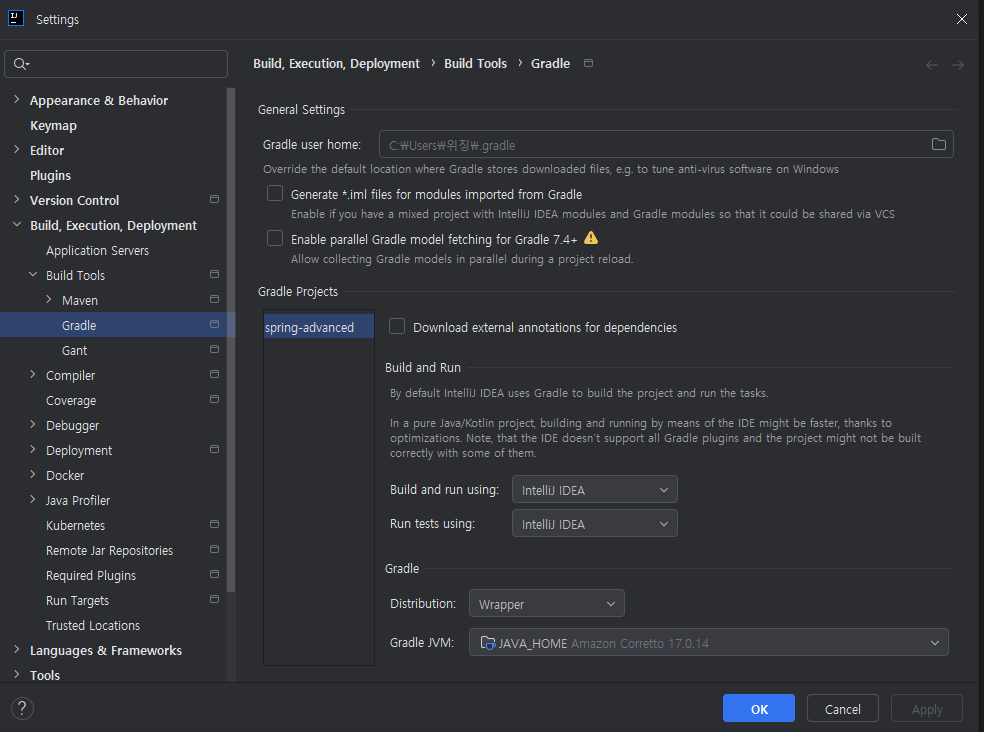 Settings
Build, Execution, Deployment › Build Tools › Gradle
Appearance & Behavior
Keymap
Editor
Plugins
Version Control
Build, Execution, Deployment
Application Servers
Build Tools
Maven
Gradle
Gant
Compiler
Coverage
Debugger
Deployment
Docker
Java Profiler
Kubernetes
Remote Jar Repositories
Required Plugins
Run Targets
Trusted Locations
Languages & Frameworks
Tools
General Settings
Gradle user home: C:₩Users₩위징₩.gradle
Override the default location where Gradle stores downloaded files, e.g. to tune anti-virus software on Windows
Generate *.iml files for modules imported from Gradle
Enable if you have a mixed project with IntelliJ IDEA modules and Gradle modules so that it could be shared via VCS
Enable parallel Gradle model fetching for Gradle 7.4+
Allow collecting Gradle models in parallel during a project reload.
Gradle Projects
spring-advanced
Download external annotations for dependencies
Build and Run
By default IntelliJ IDEA uses Gradle to build the project and run the tasks.
In a pure Java/Kotlin project, building and running by means of the IDE might be faster, thanks to
optimizations. Note, that the IDE doesn't support all Gradle plugins and the project might not be built
correctly with some of them.
Build and run using: IntelliJ IDEA
Run tests using: IntelliJ IDEA
Gradle
Distribution: Wrapper
Gradle JVM: JAVA_HOME Amazon Corretto 17.0.14
?
OK
Cancel
Apply